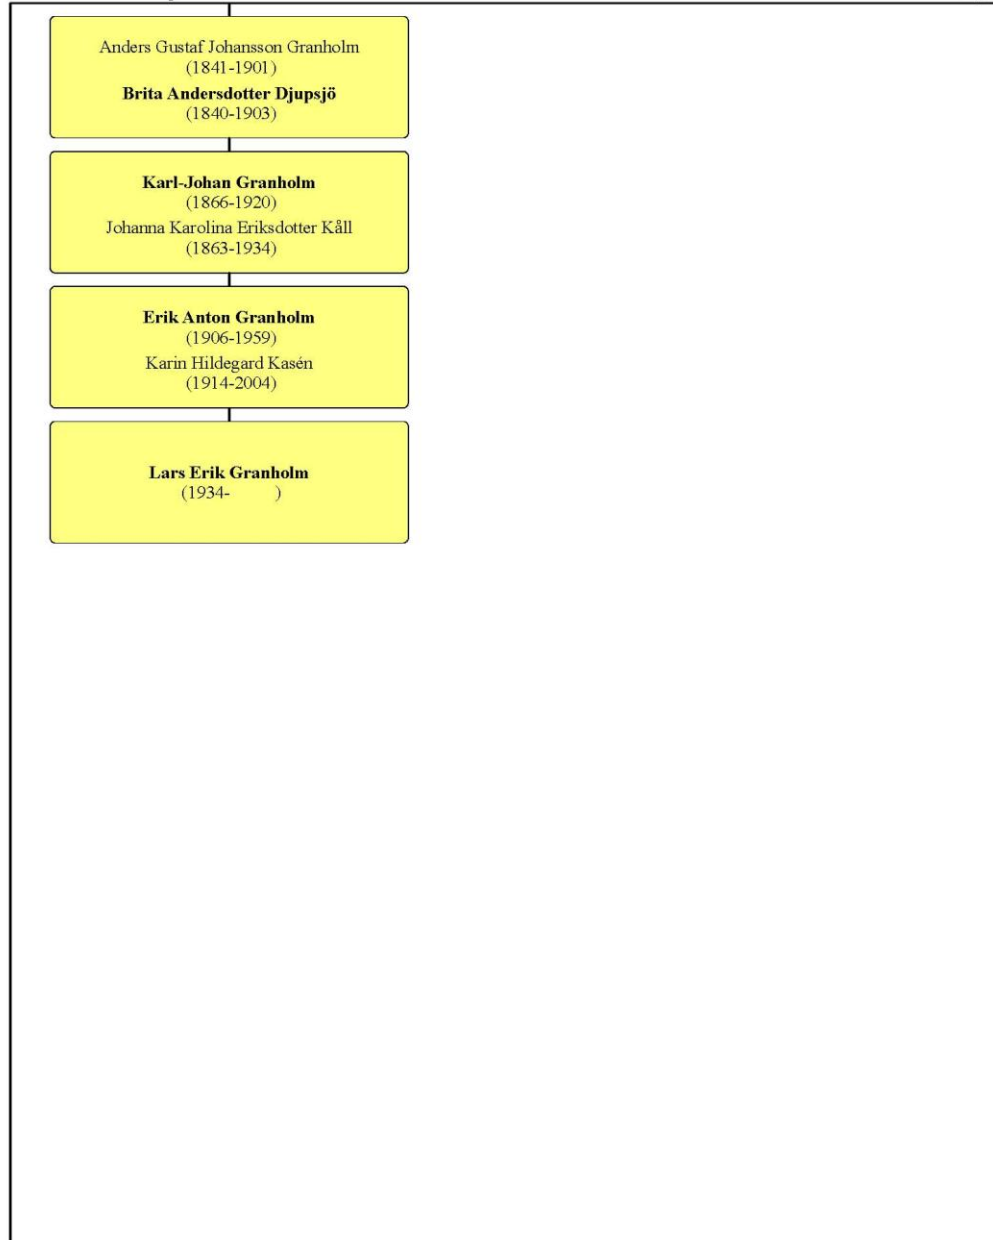 Anders Gustaf Johansson Granholm
(1841-1901)
Brita Andersdotter Djupsjö
(1840-1903)
Karl-Johan Granholm
(1866-1920)
Johanna Karolina Eriksdotter Kåll
(1863-1934)
Erik Anton Granholm
(1906-1959)
Karin Hildegard Kasén
(1914-2004)
Lars Erik Granholm
(1934- )